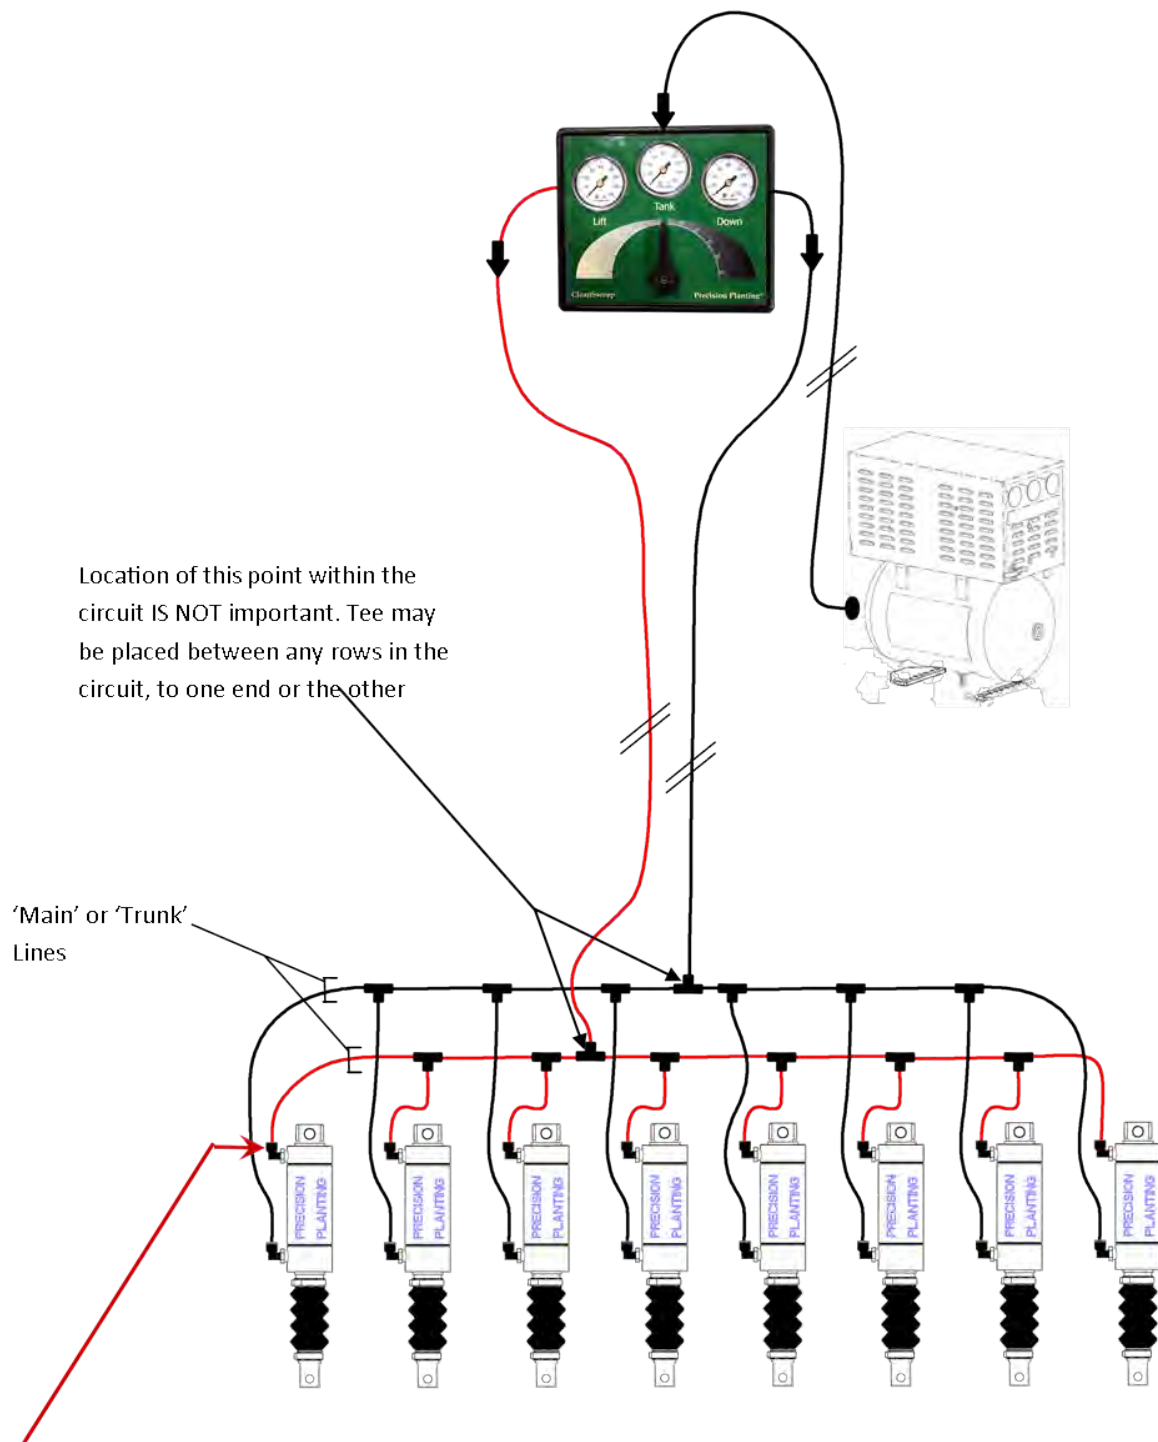 Tank
Lift
Down
CleanSweep
Precision Planting
Location of this point within the
circuit IS NOT important. Tee may
be placed between any rows in the
circuit, to one end or the other
‘Main’ or ‘Trunk’
Lines
PRECISION
PLANTING
PRECISION
PLANTING
PRECISION
PLANTING
PRECISION
PLANTING
PRECISION
PLANTING
PRECISION
PLANTING
PRECISION
PLANTING
PRECISION
PLANTING